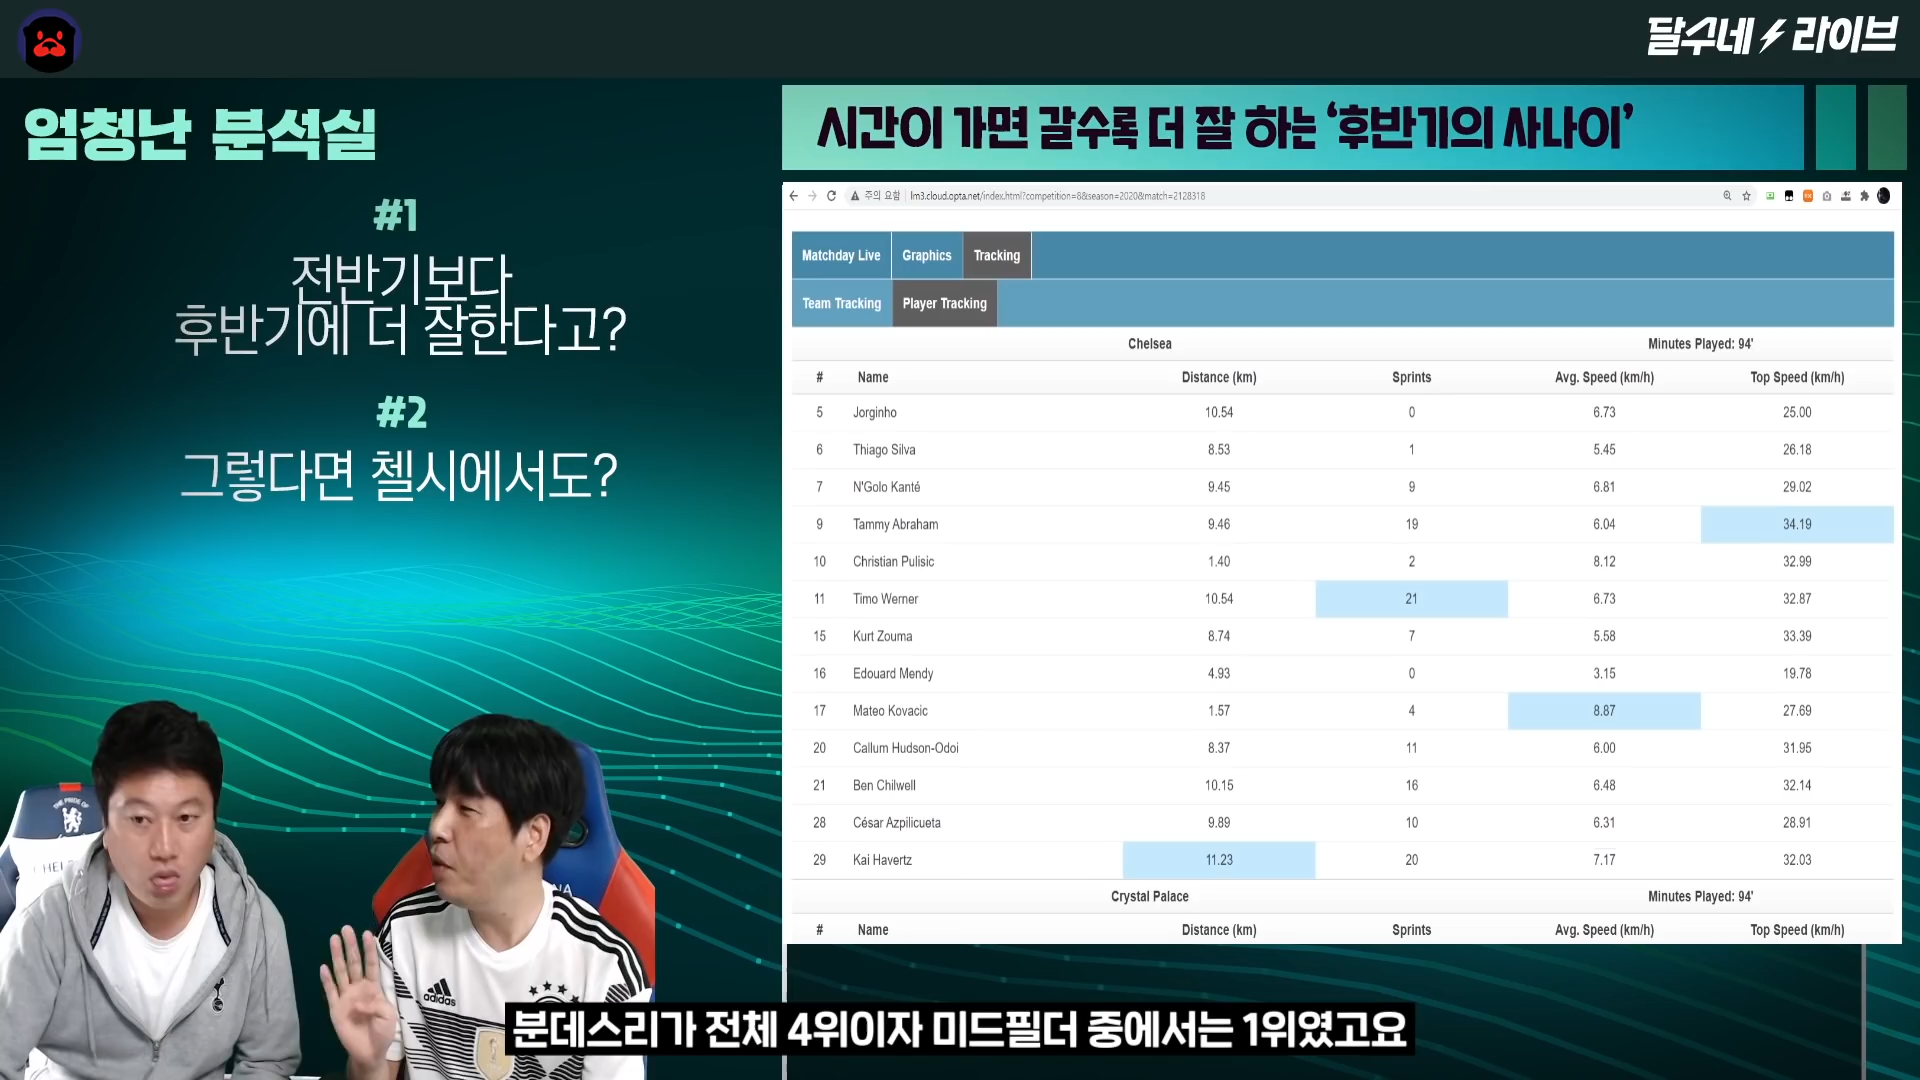 달수네 라이브
엄청난 분석실
시간이 가면 갈수록 더 잘 하는 ‘후반기의 사나이’
#1
전반기보다
후반기에 더 잘한다고?
#2
그렇다면 첼시에서도?
주의 요함 lm3.cloud.opta.net/index.html?competition=8&season=2020&match=2128318
Matchday Live Graphics Tracking
Team Tracking Player Tracking
Chelsea Minutes Played: 94'
# Name Distance (km) Sprints Avg. Speed (km/h) Top Speed (km/h)
5 Jorginho 10.54 0 6.73 25.00
6 Thiago Silva 8.53 1 5.45 26.18
7 N'Golo Kanté 9.45 9 6.81 29.02
9 Tammy Abraham 9.46 19 6.04 34.19
10 Christian Pulisic 1.40 2 8.12 32.99
11 Timo Werner 10.54 21 6.73 32.87
15 Kurt Zouma 8.74 7 5.58 33.39
16 Edouard Mendy 4.93 0 3.15 19.78
17 Mateo Kovacic 1.57 4 8.87 27.69
20 Callum Hudson-Odoi 8.37 11 6.00 31.95
21 Ben Chilwell 10.15 16 6.48 32.14
28 César Azpilicueta 9.89 10 6.31 28.91
29 Kai Havertz 11.23 20 7.17 32.03
Crystal Palace Minutes Played: 94'
# Name Distance (km) Sprints Avg. Speed (km/h) Top Speed (km/h)
THE PRIDE OF
adidas
분데스리가 전체 4위이자 미드필더 중에서는 1위였고요